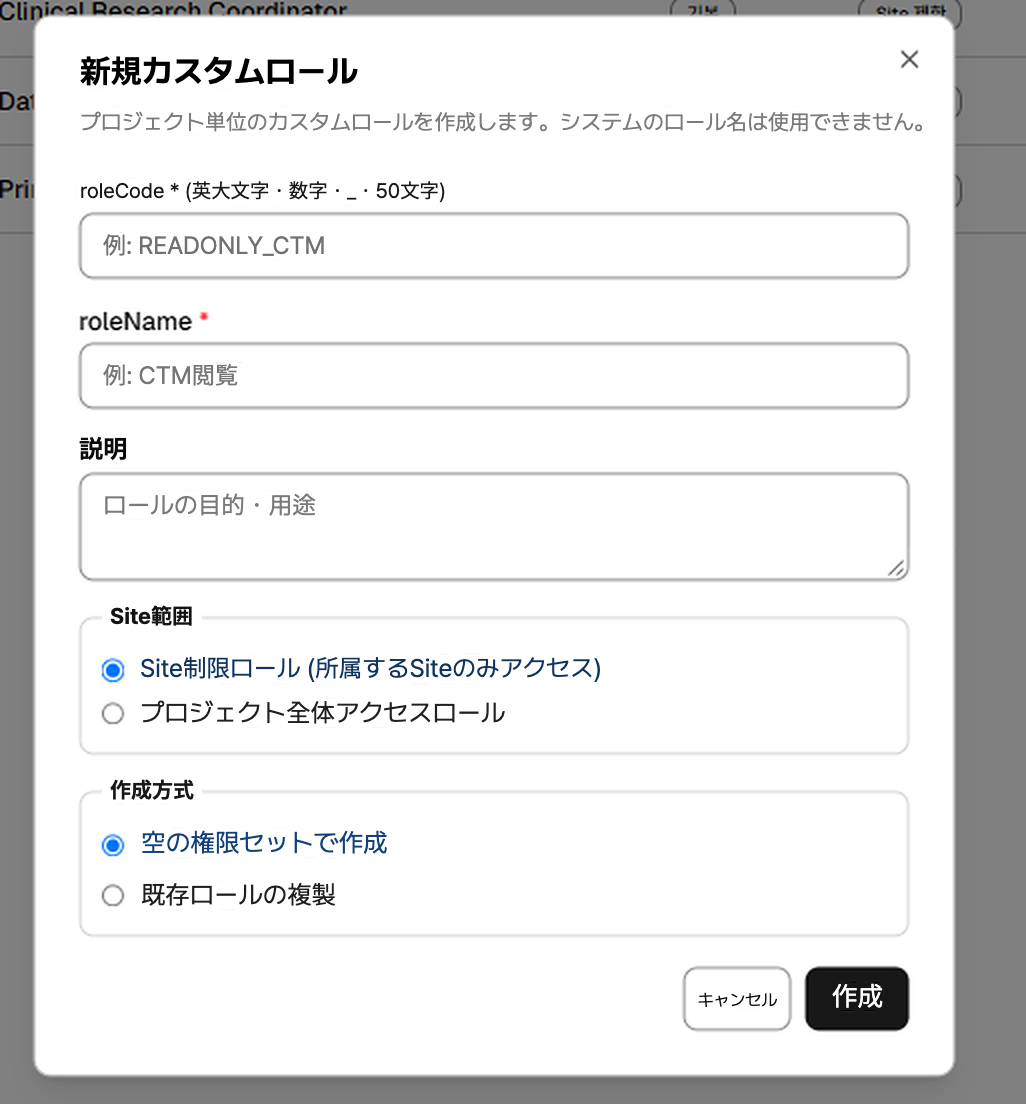 Clinical Research Coordinator 기본 Site 제한
新規カスタムロール
プロジェクト単位のカスタムロールを作成します。システムのロール名は使用できません。
roleCode * (英大文字・数字・_・50文字)
例: READONLY_CTM
roleName *
例: CTM閲覧
説明
ロールの目的・用途
Site範囲
Site制限ロール (所属するSiteのみアクセス)
プロジェクト全体アクセスロール
作成方式
空の権限セットで作成
既存ロールの複製
キャンセル 作成